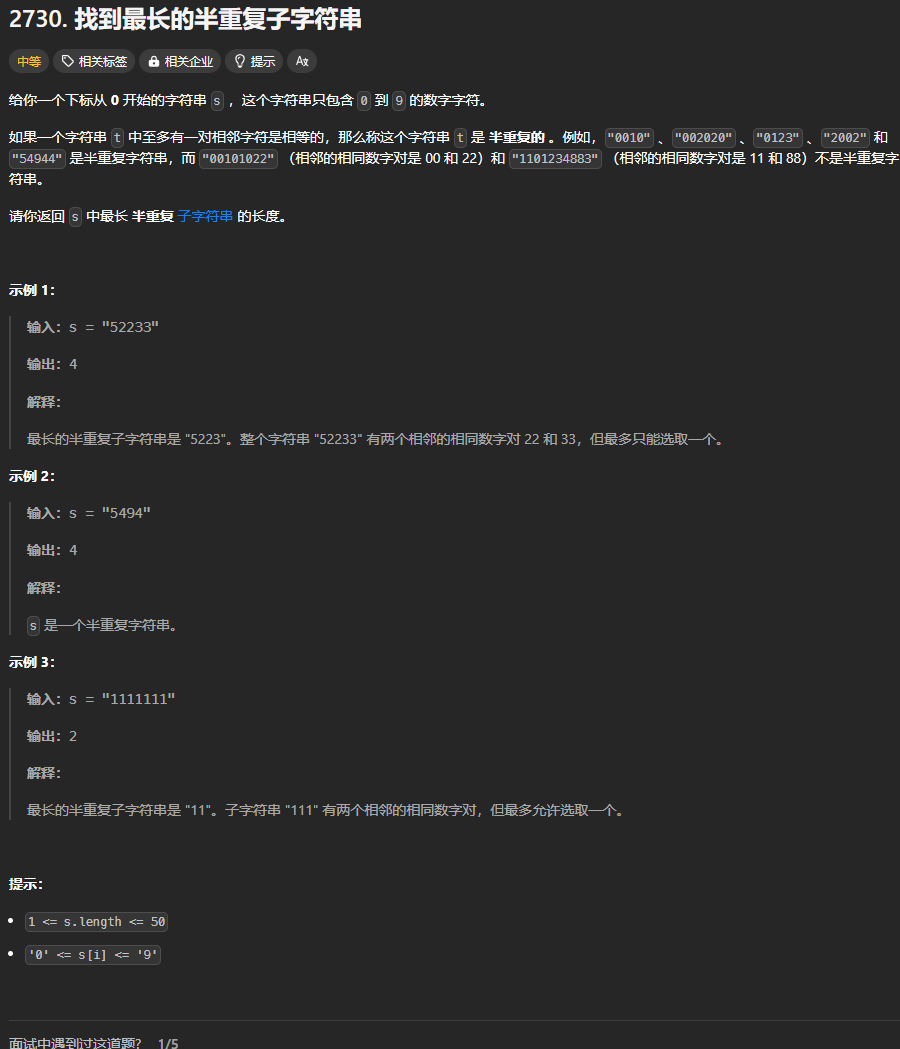 2730. 找到最长的半重复子字符串
中等 相关标签 相关企业 提示 Aあ
给你一个下标从 0 开始的字符串 s ，这个字符串只包含 0 到 9 的数字字符。
如果一个字符串 t 中至多有一对相邻字符是相等的，那么称这个字符串 t 是 半重复的 。例如， "0010" 、 "002020" 、 "0123" 、 "2002" 和
"54944" 是半重复字符串，而 "00101022" （相邻的相同数字对是 00 和 22）和 "1101234883" （相邻的相同数字对是 11 和 88）不是半重复字
符串。
请你返回 s 中最长 半重复 子字符串 的长度。
示例 1：
输入：s = "52233"
输出：4
解释：
最长的半重复子字符串是 "5223"。整个字符串 "52233" 有两个相邻的相同数字对 22 和 33，但最多只能选取一个。
示例 2：
输入：s = "5494"
输出：4
解释：
s 是一个半重复字符串。
示例 3：
输入：s = "1111111"
输出：2
解释：
最长的半重复子字符串是 "11"。子字符串 "111" 有两个相邻的相同数字对，但最多允许选取一个。
提示：
1 <= s.length <= 50
'0' <= s[i] <= '9'
面试中遇到过这道题? 1/5